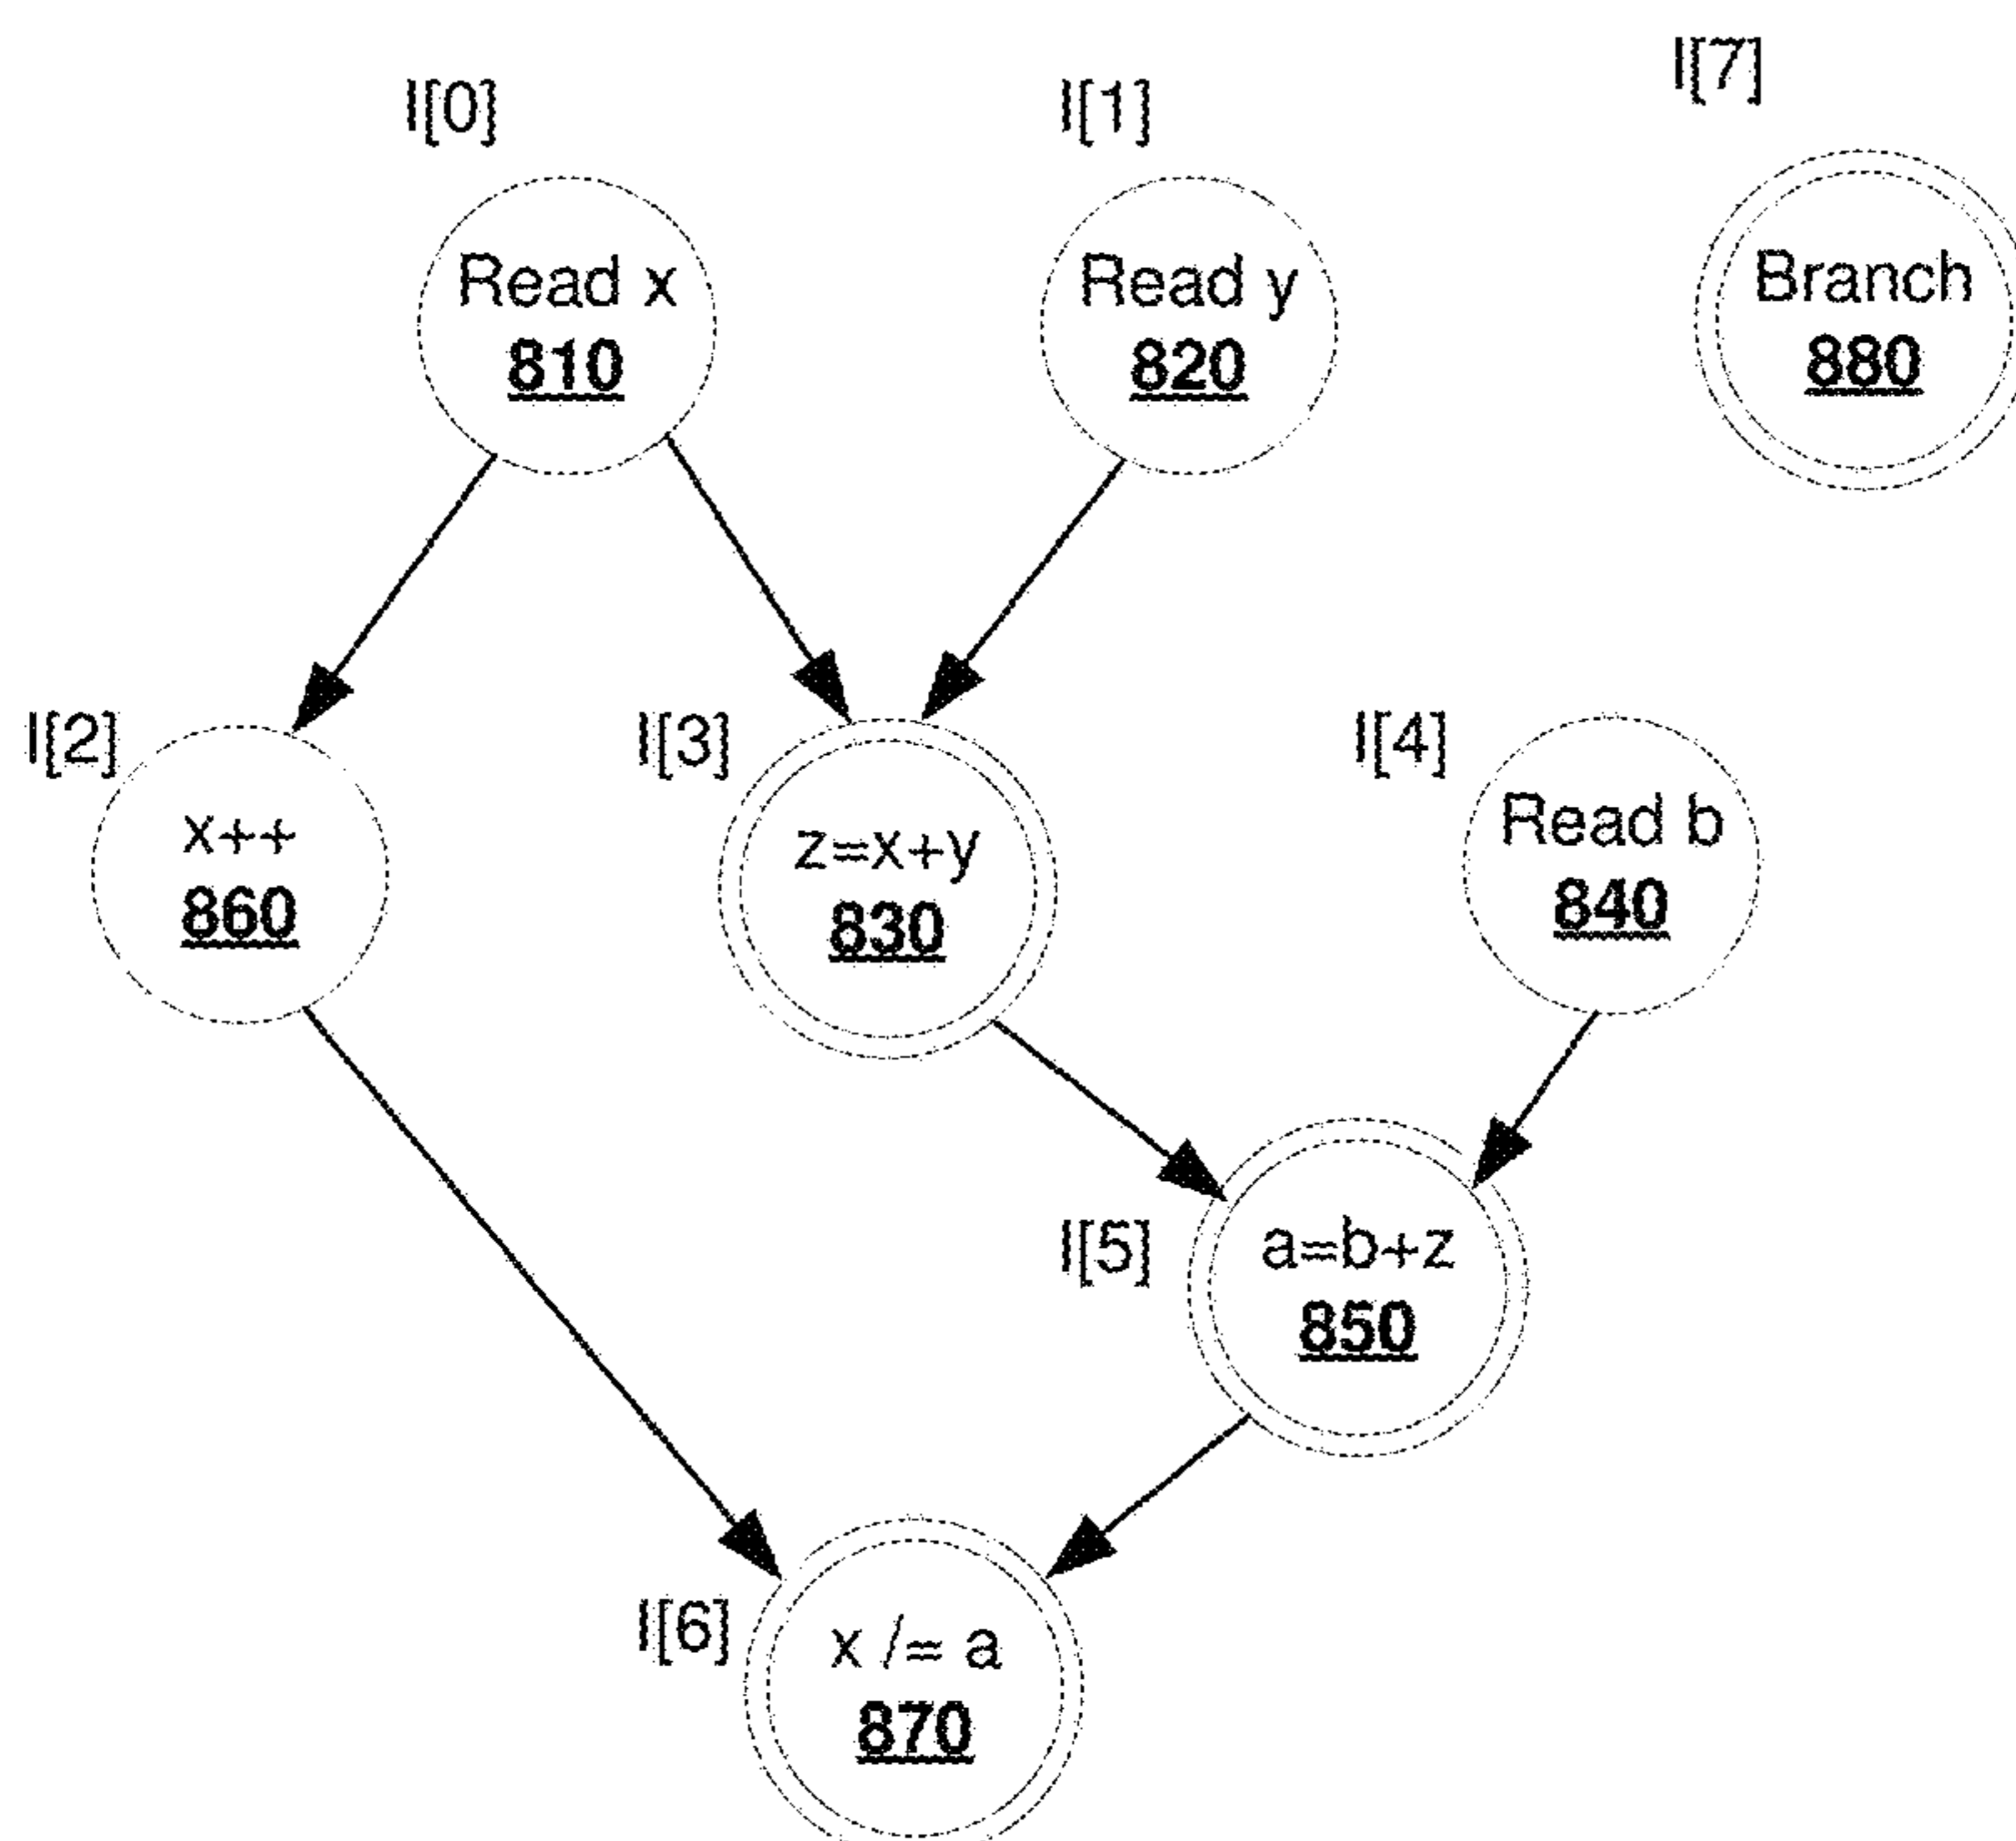 I[0]
I[1]
I[7]
Read x
810
Read y
820
Branch
880
I[2]
I[3]
I[4]
x++
860
z=x+y
830
Read b
840
I[5]
a=b+z
850
I[6]
x /= a
870